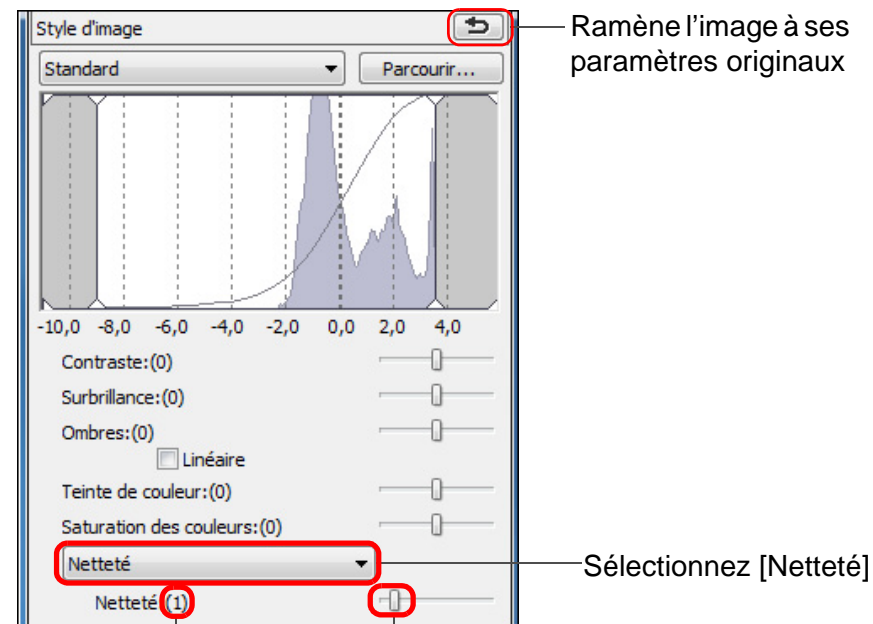 Style d'image
Ramène l'image à ses
paramètres originaux
Standard
Parcourir...
-10,0 -8,0 -6,0 -4,0 -2,0 0,0 2,0 4,0
Contraste:(0)
Surbrillance:(0)
Ombres:(0)
Linéaire
Teinte de couleur:(0)
Saturation des couleurs:(0)
Netteté
Sélectionnez [Netteté]
Netteté:(1)